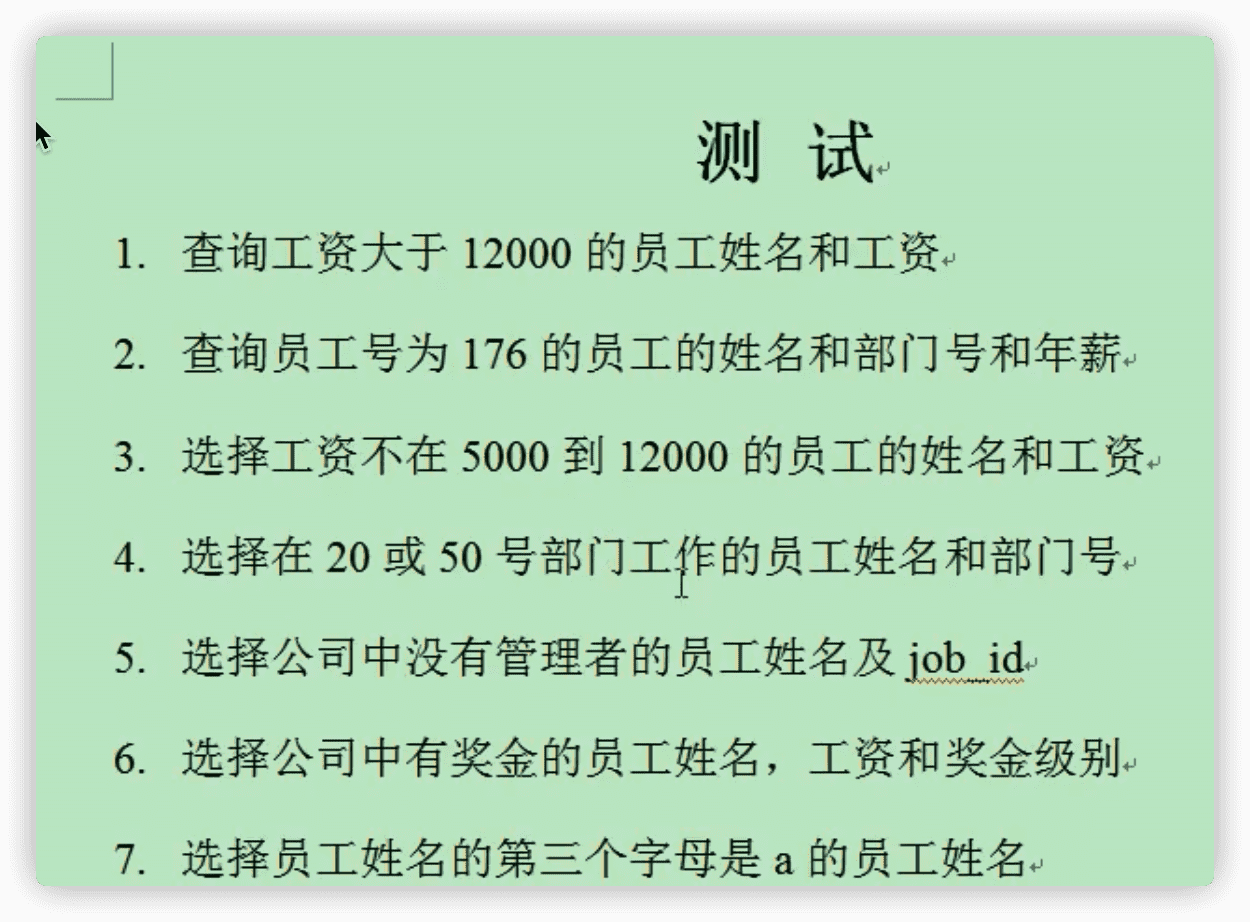 测 试
1. 查询工资大于 12000 的员工姓名和工资
2. 查询员工号为 176 的员工的姓名和部门号和年薪
3. 选择工资不在 5000 到 12000 的员工的姓名和工资
4. 选择在 20 或 50 号部门工作的员工姓名和部门号
5. 选择公司中没有管理者的员工姓名及 job_id
6. 选择公司中有奖金的员工姓名，工资和奖金级别
7. 选择员工姓名的第三个字母是 a 的员工姓名